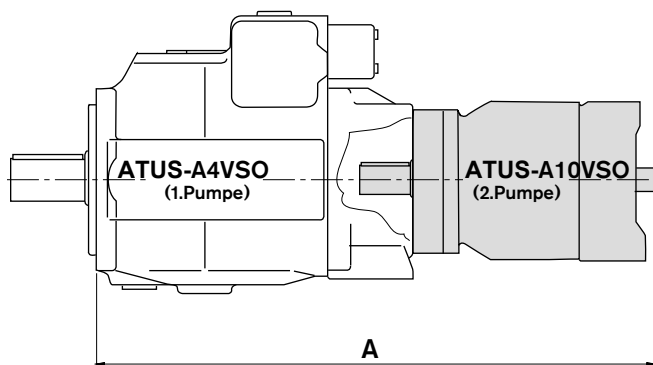 ATUS-A4VSO
(1.Pumpe)
ATUS-A10VSO
(2.Pumpe)
A